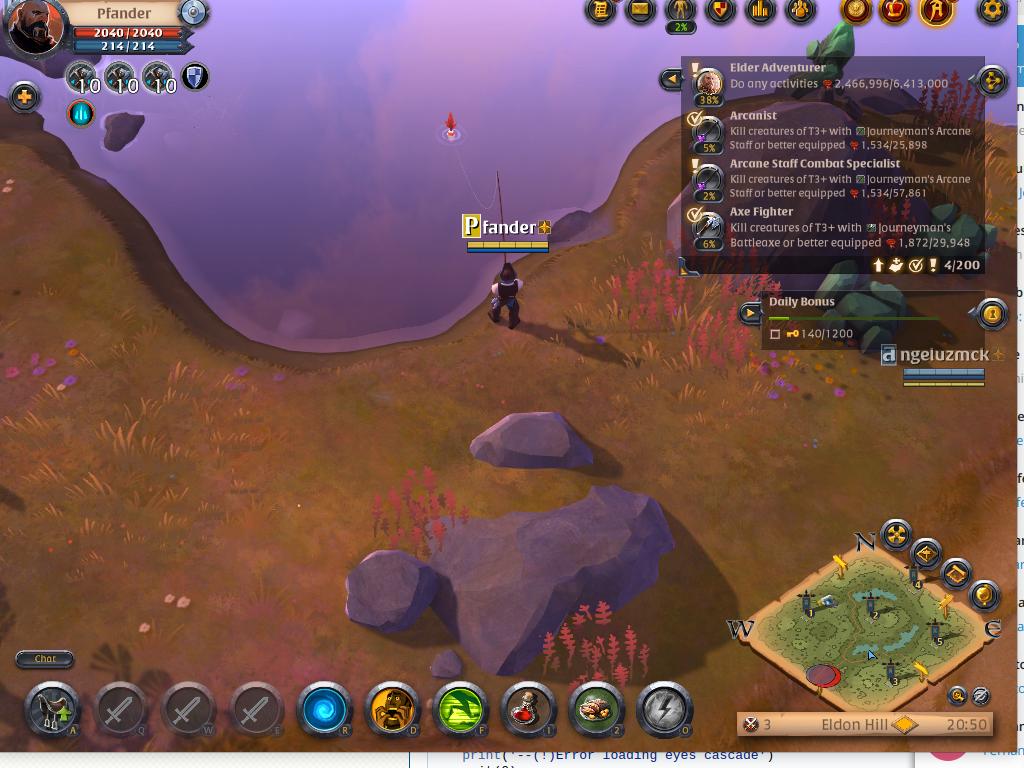 Pfander
2040 / 2040
214 / 214
10 10 10
2%
Elder Adventurer
Do any activities 2,466,996/6,413,000
38%
Arcanist
Kill creatures of T3+ with Journeyman's Arcane
Staff or better equipped 1,534/25,898
5%
Arcane Staff Combat Specialist
Kill creatures of T3+ with Journeyman's Arcane
Staff or better equipped 1,534/57,861
2%
Axe Fighter
Kill creatures of T3+ with Journeyman's
Battleaxe or better equipped 1,872/29,948
6%
4/200
Pfander
Daily Bonus
140/1200
angeluzmck
N
W
E
1
2
3
4
5
Chat
A Q W E R D F 1 2 O
3 Eldon Hill 20:50
print('--(!)Error loading eyes cascade')